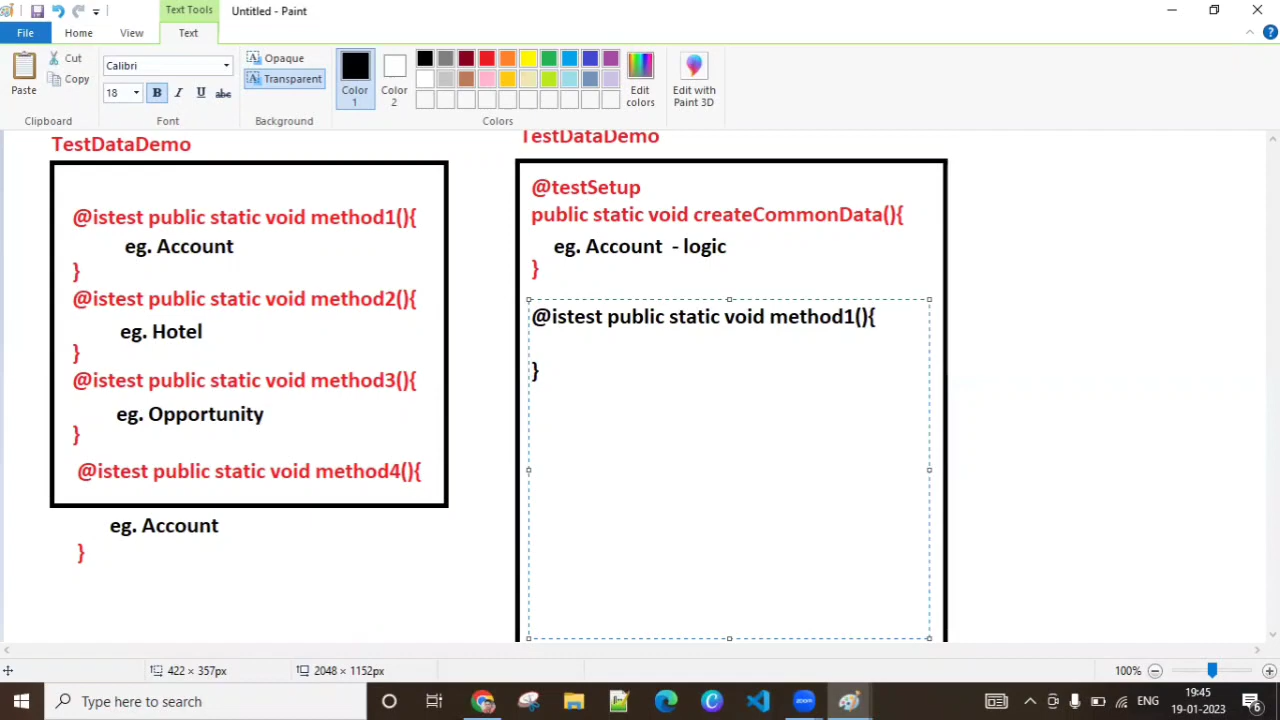 Untitled - Paint
Text Tools
File
Home
View
Text
Paste
Cut
Copy
Clipboard
Calibri
18
B
I
U
abc
Font
Opaque
Transparent
Background
Color
1
Color
2
Edit
colors
Edit with
Paint 3D
Colors
TestDataDemo
@istest public static void method1(){
eg. Account
}
@istest public static void method2(){
eg. Hotel
}
@istest public static void method3(){
eg. Opportunity
}
@istest public static void method4(){
eg. Account
}
TestDataDemo
@testSetup
public static void createCommonData(){
eg. Account - logic
}
@istest public static void method1(){
}
422 × 357px
2048 × 1152px
100%
Type here to search
zoom
ENG
19:45
19-01-2023
6